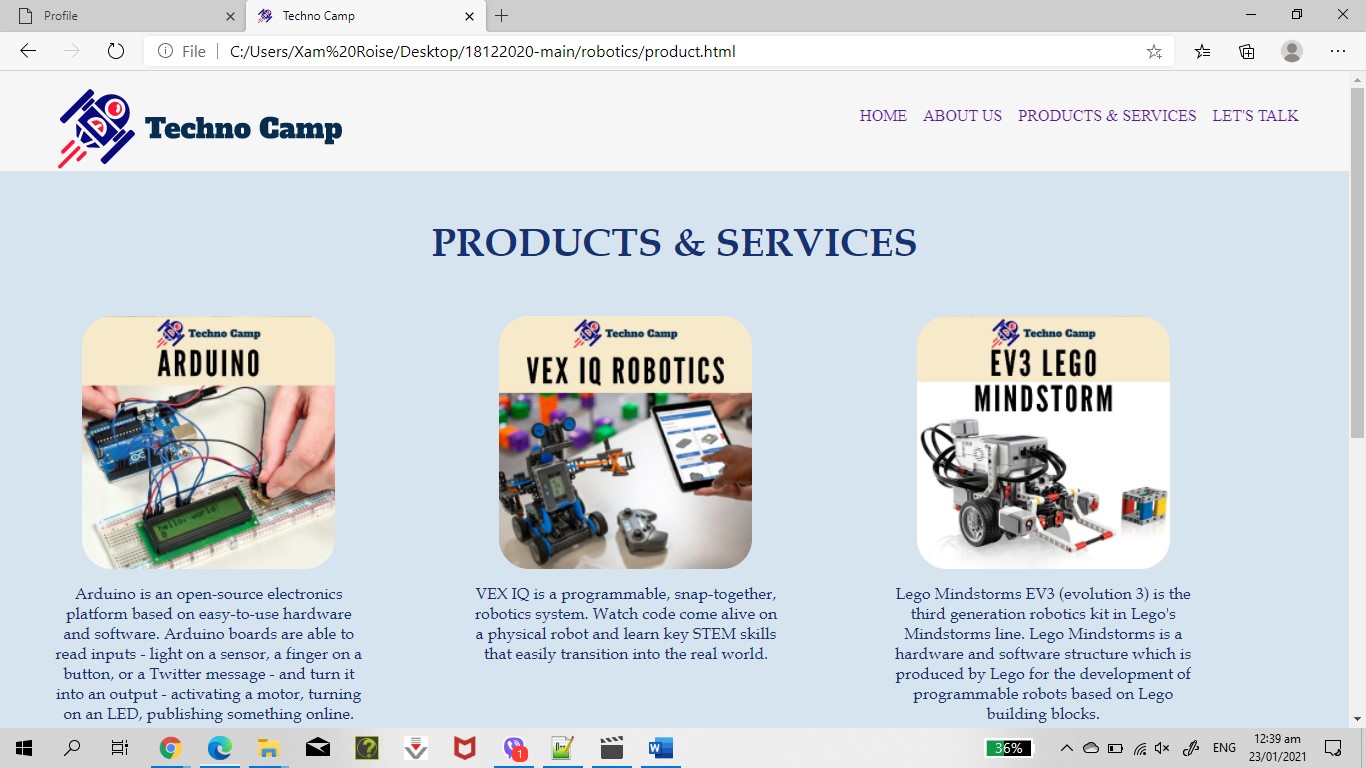 Profile
Techno Camp
File
C:/Users/Xam%20Roise/Desktop/18122020-main/robotics/product.html
Techno Camp
HOME ABOUT US PRODUCTS & SERVICES LET'S TALK
PRODUCTS & SERVICES
Techno Camp
ARDUINO
hello, world!
Arduino is an open-source electronics
platform based on easy-to-use hardware
and software. Arduino boards are able to
read inputs - light on a sensor, a finger on a
button, or a Twitter message - and turn it
into an output - activating a motor, turning
on an LED, publishing something online.
Techno Camp
VEX IQ ROBOTICS
VEX IQ is a programmable, snap-together,
robotics system. Watch code come alive on
a physical robot and learn key STEM skills
that easily transition into the real world.
Techno Camp
EV3 LEGO
MINDSTORM
Lego Mindstorms EV3 (evolution 3) is the
third generation robotics kit in Lego's
Mindstorms line. Lego Mindstorms is a
hardware and software structure which is
produced by Lego for the development of
programmable robots based on Lego
building blocks.
1
36%
ENG
12:39 am
23/01/2021